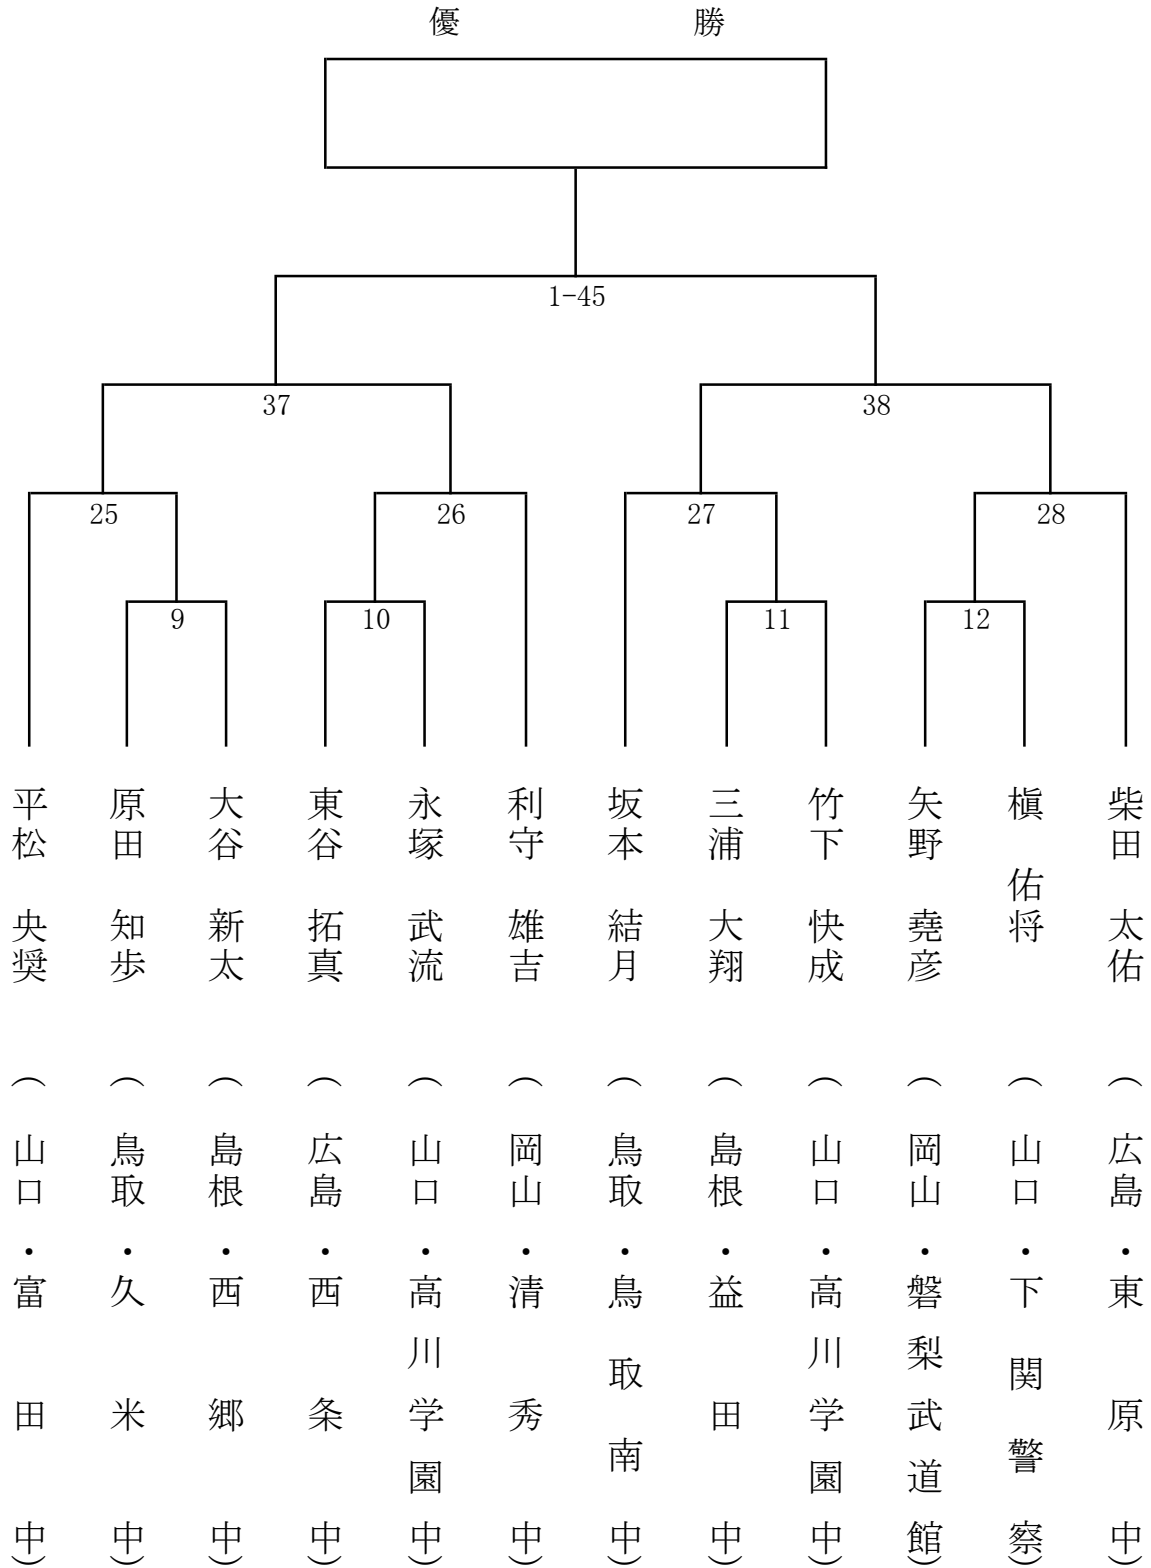 優　勝
1-45
37
38
25
26
27
28
9
10
11
12
平松　央奨　（山口・富田中）
原田　知歩　（鳥取・久米中）
大谷　新太　（島根・西郷中）
東谷　拓真　（広島・西条中）
永塚　武流　（山口・高川学園中）
利守　雄吉　（岡山・清秀中）
坂本　結月　（鳥取・鳥取南中）
三浦　大翔　（島根・益田中）
竹下　快成　（山口・高川学園中）
矢野　堯彦　（岡山・磐梨武道館）
槇　佑将　（山口・下関警察）
柴田　太佑　（広島・東原中）